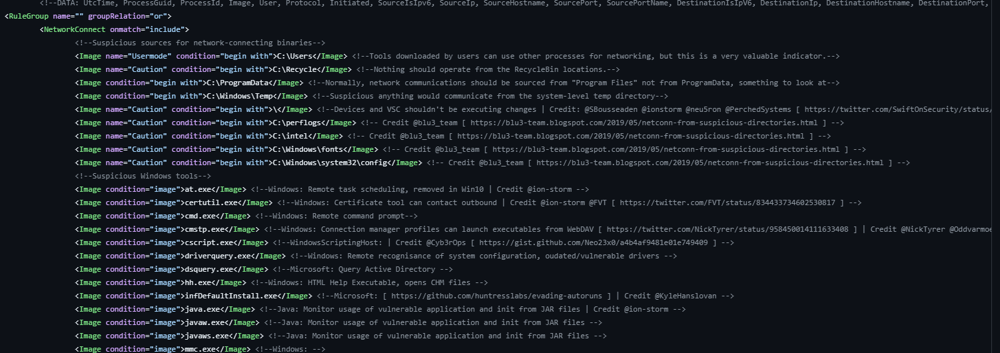 <!--DATA: UtcTime, ProcessGuid, ProcessId, Image, User, Protocol, Initiated, SourceIsIpv6, SourceIp, SourceHostname, SourcePort, SourcePortName, DestinationIsIpV6, DestinationIp, DestinationHostname, DestinationPort,
<RuleGroup name="" groupRelation="or">
<NetworkConnect onmatch="include">
<!--Suspicious sources for network-connecting binaries-->
<Image name="Usermode" condition="begin with">C:\Users</Image> <!--Tools downloaded by users can use other processes for networking, but this is a very valuable indicator.-->
<Image name="Caution" condition="begin with">C:\Recycle</Image> <!--Nothing should operate from the RecycleBin locations.-->
<Image condition="begin with">C:\ProgramData</Image> <!--Normally, network communications should be sourced from "Program Files" not from ProgramData, something to look at-->
<Image condition="begin with">C:\Windows\Temp</Image> <!--Suspicious anything would communicate from the system-level temp directory-->
<Image name="Caution" condition="begin with">\</Image> <!--Devices and VSC shouldn't be executing changes | Credit: @SBousseaden @ionstorm @neu5ron @PerchedSystems [ https://twitter.com/SwiftOnSecurity/status/
<Image name="Caution" condition="begin with">C:\perflogs</Image> <!-- Credit @blu3_team [ https://blu3-team.blogspot.com/2019/05/netconn-from-suspicious-directories.html ] -->
<Image name="Caution" condition="begin with">C:\intel</Image> <!-- Credit @blu3_team [ https://blu3-team.blogspot.com/2019/05/netconn-from-suspicious-directories.html ] -->
<Image name="Caution" condition="begin with">C:\Windows\fonts</Image> <!-- Credit @blu3_team [ https://blu3-team.blogspot.com/2019/05/netconn-from-suspicious-directories.html ] -->
<Image name="Caution" condition="begin with">C:\Windows\system32\config</Image> <!-- Credit @blu3_team [ https://blu3-team.blogspot.com/2019/05/netconn-from-suspicious-directories.html ] -->
<!--Suspicious Windows tools-->
<Image condition="image">at.exe</Image> <!--Windows: Remote task scheduling, removed in Win10 | Credit @ion-storm -->
<Image condition="image">certutil.exe</Image> <!--Windows: Certificate tool can contact outbound | Credit @ion-storm @FVT [ https://twitter.com/FVT/status/834433734602530817 ] -->
<Image condition="image">cmd.exe</Image> <!--Windows: Remote command prompt-->
<Image condition="image">cmstp.exe</Image> <!--Windows: Connection manager profiles can launch executables from WebDAV [ https://twitter.com/NickTyrer/status/958450014111633408 ] | Credit @NickTyrer @Oddvarmoe
<Image condition="image">cscript.exe</Image> <!--WindowsScriptingHost: | Credit @Cyb3rOps [ https://gist.github.com/Neo23x0/a4b4af9481e01e749409 ] -->
<Image condition="image">driverquery.exe</Image> <!--Windows: Remote recognisance of system configuration, oudated/vulnerable drivers -->
<Image condition="image">dsquery.exe</Image> <!--Microsoft: Query Active Directory -->
<Image condition="image">hh.exe</Image> <!--Windows: HTML Help Executable, opens CHM files -->
<Image condition="image">infDefaultInstall.exe</Image> <!--Microsoft: [ https://github.com/huntresslabs/evading-autoruns ] | Credit @KyleHanslovan -->
<Image condition="image">java.exe</Image> <!--Java: Monitor usage of vulnerable application and init from JAR files | Credit @ion-storm -->
<Image condition="image">javaw.exe</Image> <!--Java: Monitor usage of vulnerable application and init from JAR files -->
<Image condition="image">javaws.exe</Image> <!--Java: Monitor usage of vulnerable application and init from JAR files -->
<Image condition="image">mmc.exe</Image> <!--Windows: -->